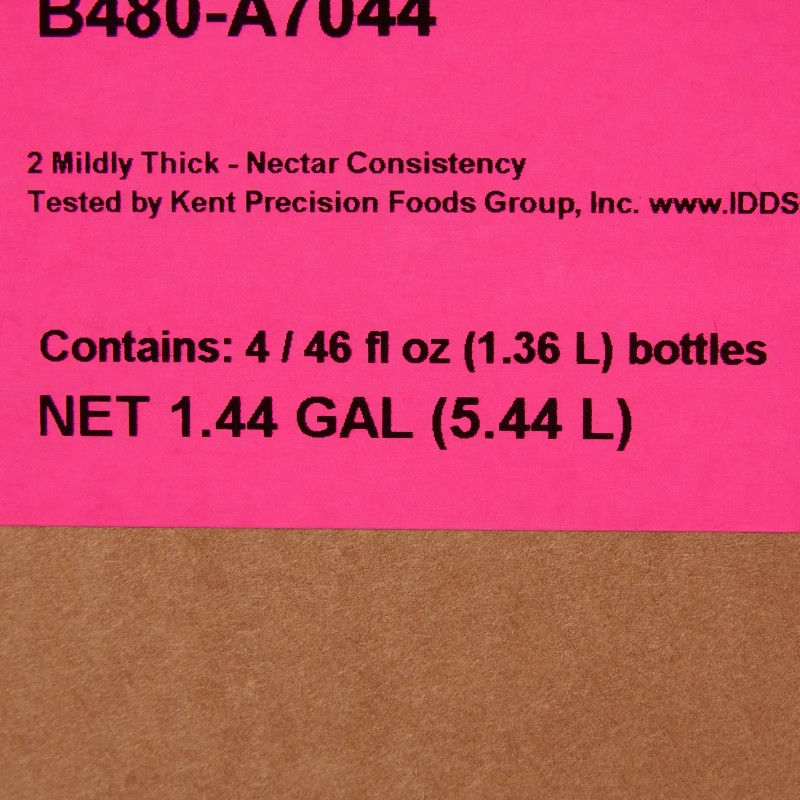 B480-A7044
2 Mildly Thick - Nectar Consistency
Tested by Kent Precision Foods Group, Inc. www.IDDS
Contains: 4 / 46 fl oz (1.36 L) bottles
NET 1.44 GAL (5.44 L)